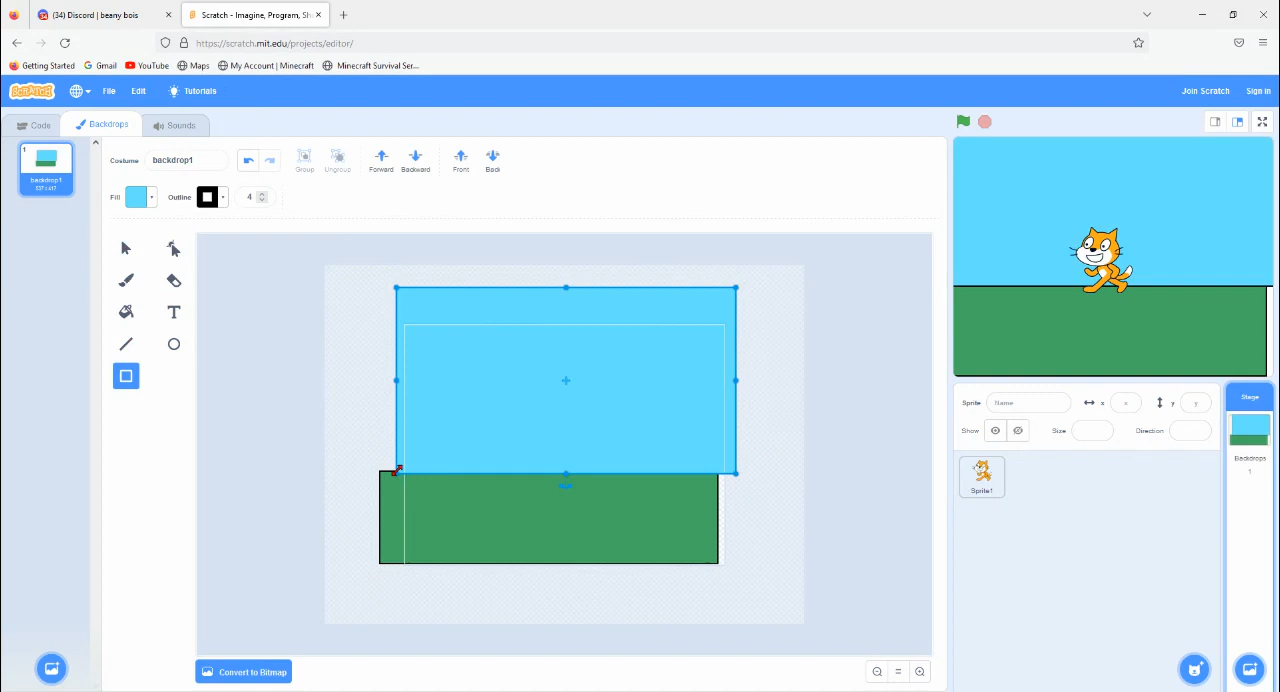 (34) Discord | beany bois
Scratch - Imagine, Program, Sh
https://scratch.mit.edu/projects/editor/
Getting Started Gmail YouTube Maps My Account | Minecraft Minecraft Survival Ser...
SCRATCH File Edit Tutorials Join Scratch Sign in
Code Backdrops Sounds
1
backdrop1
Costume backdrop1 Group Ungroup Forward Backward Front Back
Fill Outline 4
T
Convert to Bitmap
Sprite Name x x y y
Show Size Direction
Sprite1
Stage
Backdrops
1